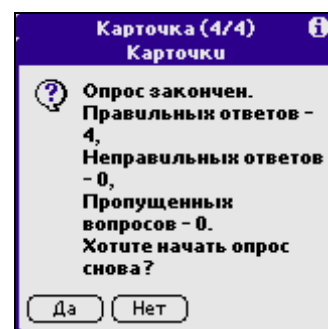 Карточка (4/4)
Карточки
Опрос закончен.
Правильных ответов –
4,
Неправильных ответов
– 0,
Пропущенных
вопросов – 0.
Хотите начать опрос
снова?
Да Нет